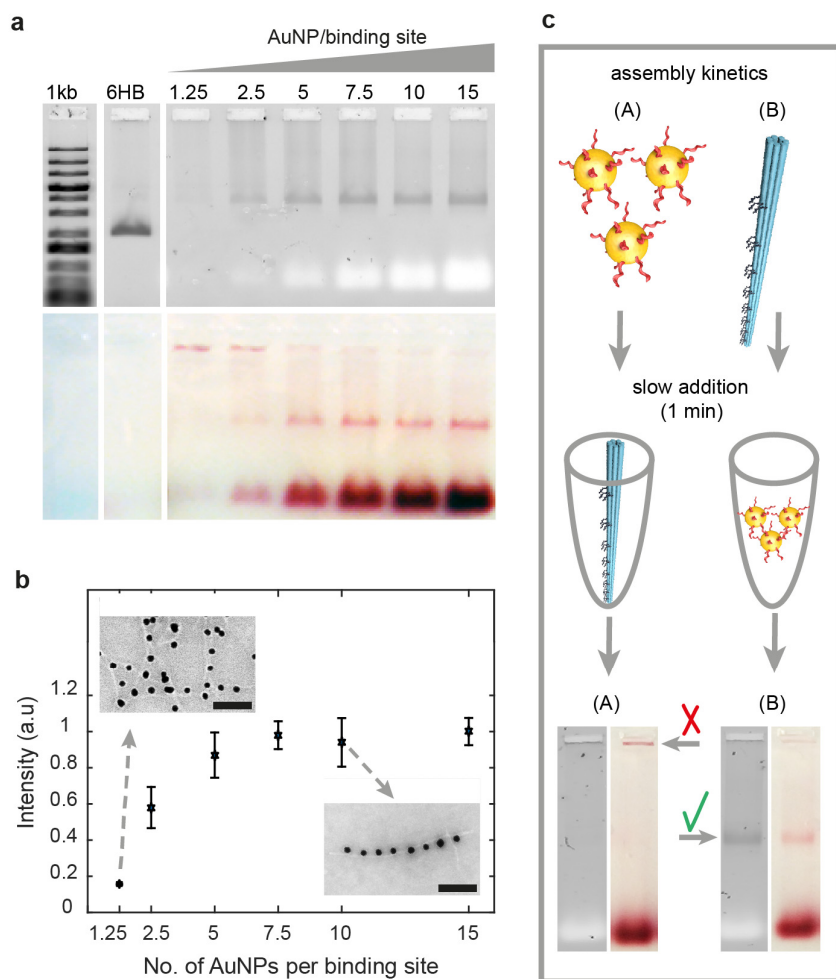 a
AuNP/binding site
1kb 6HB 1.25 2.5 5 7.5 10 15
b
1.2
1
0.8
0.6
0.4
0.2
0
Intensity (a.u)
1.25 2.5 5 7.5 10 15
No. of AuNPs per binding site
c
assembly kinetics
(A) (B)
slow addition
(1 min)
(A) (B)